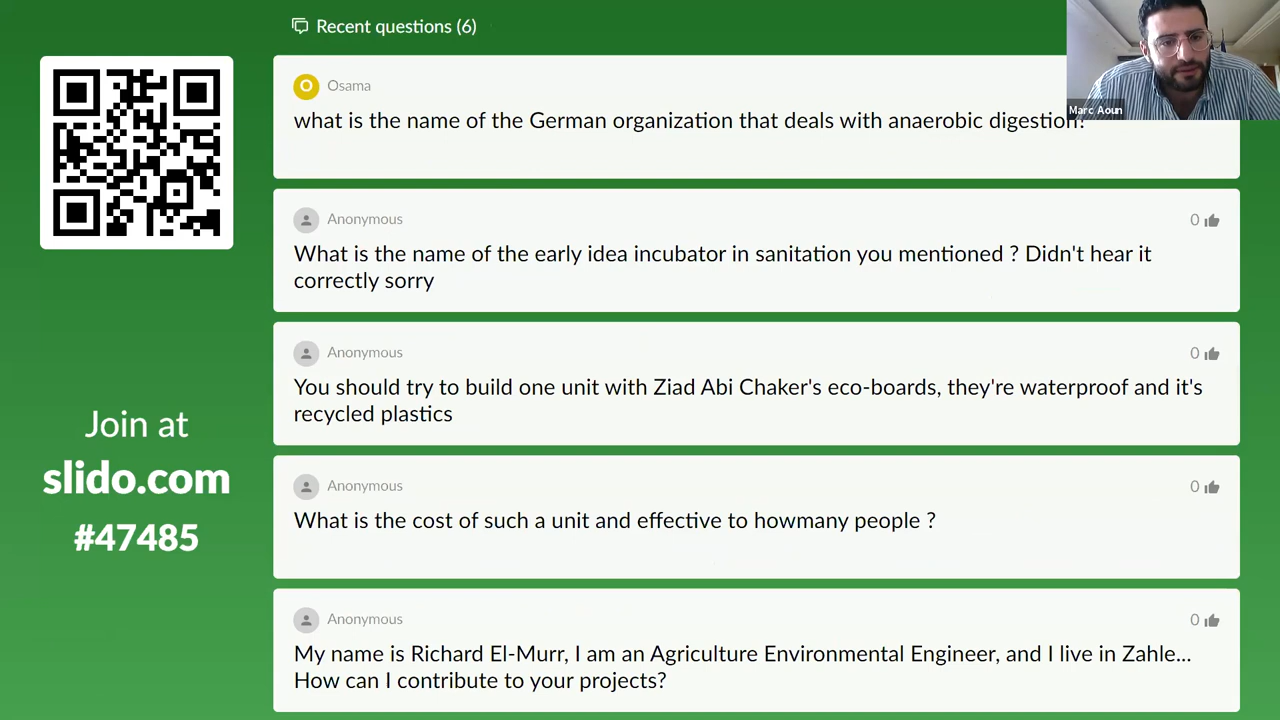 Recent questions (6)
Marc Aoun
O Osama
what is the name of the German organization that deals with anaerobic digestion?
Anonymous
0
What is the name of the early idea incubator in sanitation you mentioned ? Didn't hear it
correctly sorry
Anonymous
0
You should try to build one unit with Ziad Abi Chaker's eco-boards, they're waterproof and it's
recycled plastics
Anonymous
0
What is the cost of such a unit and effective to howmany people ?
Anonymous
0
My name is Richard El-Murr, I am an Agriculture Environmental Engineer, and I live in Zahle...
How can I contribute to your projects?
Join at
slido.com
#47485